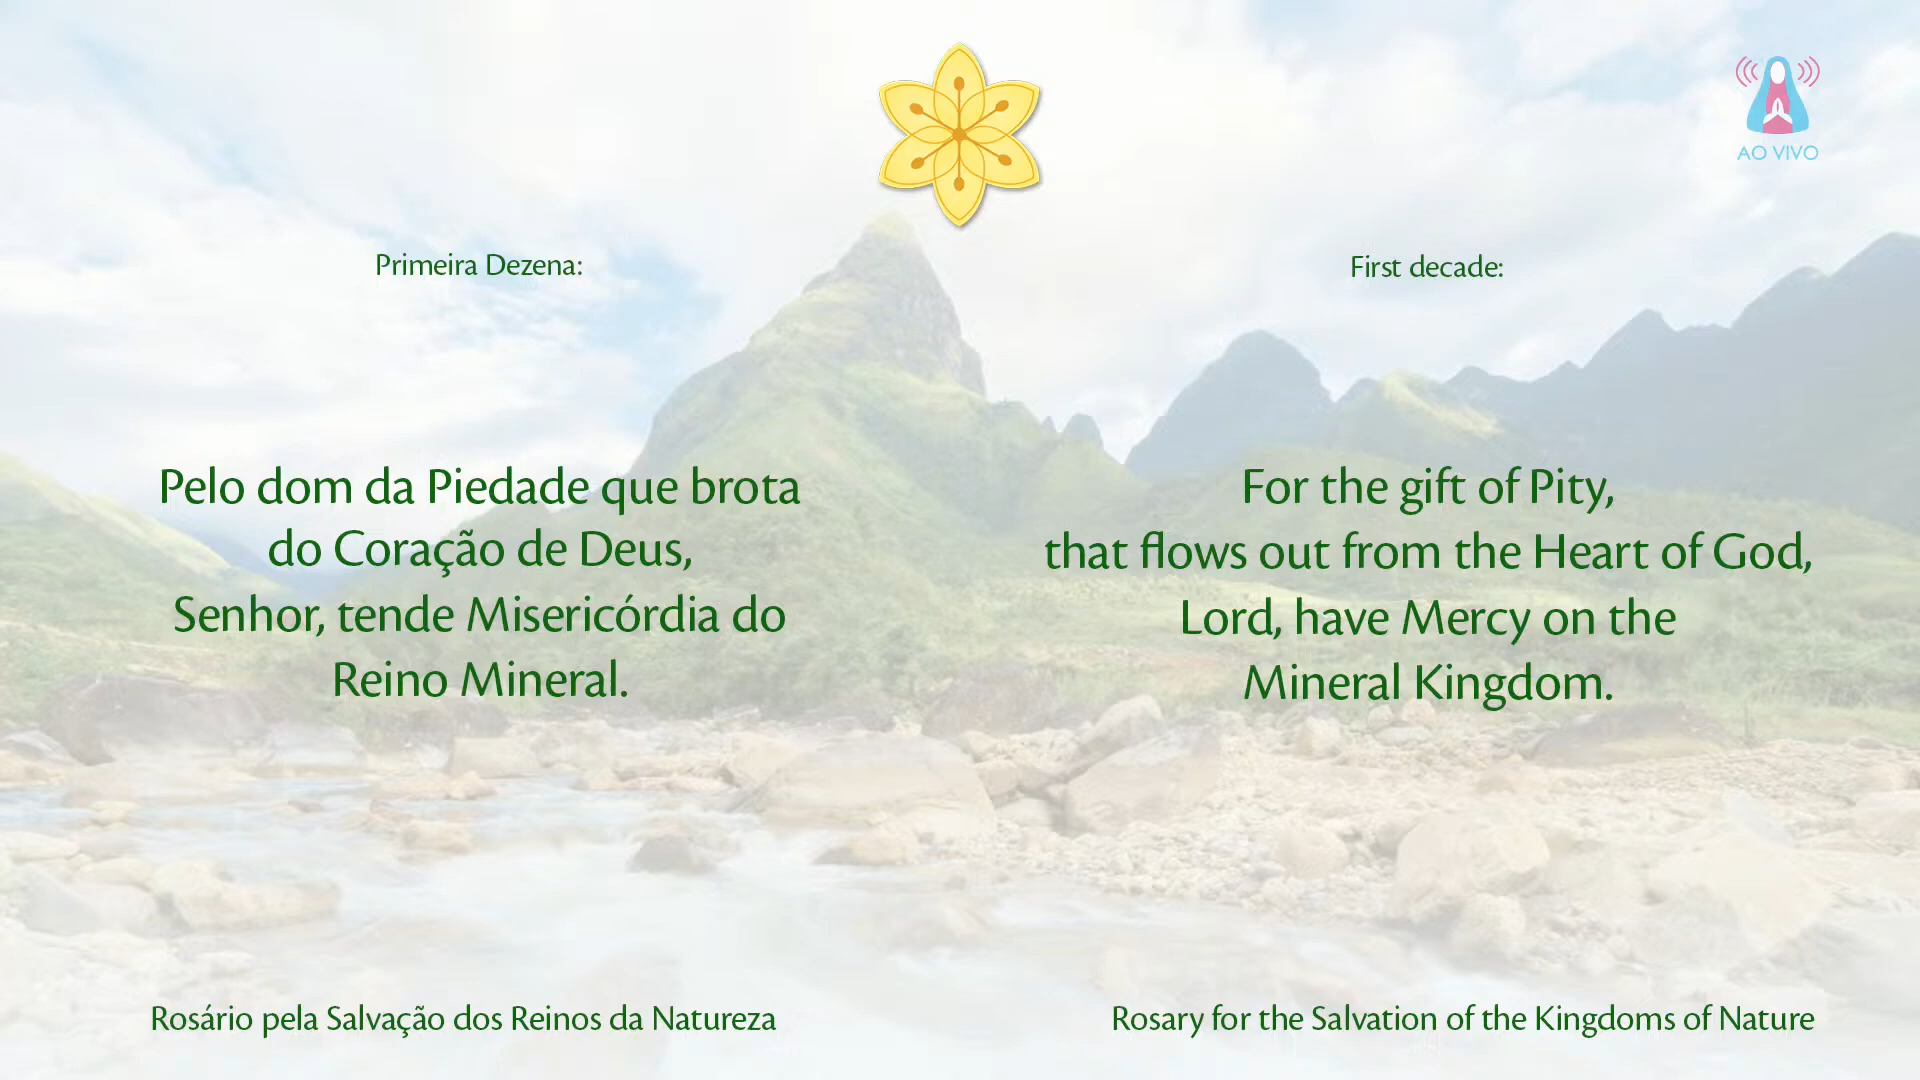 AO VIVO
Primeira Dezena:
Pelo dom da Piedade que brota
do Coração de Deus,
Senhor, tende Misericórdia do
Reino Mineral.
First decade:
For the gift of Pity,
that flows out from the Heart of God,
Lord, have Mercy on the
Mineral Kingdom.
Rosário pela Salvação dos Reinos da Natureza
Rosary for the Salvation of the Kingdoms of Nature